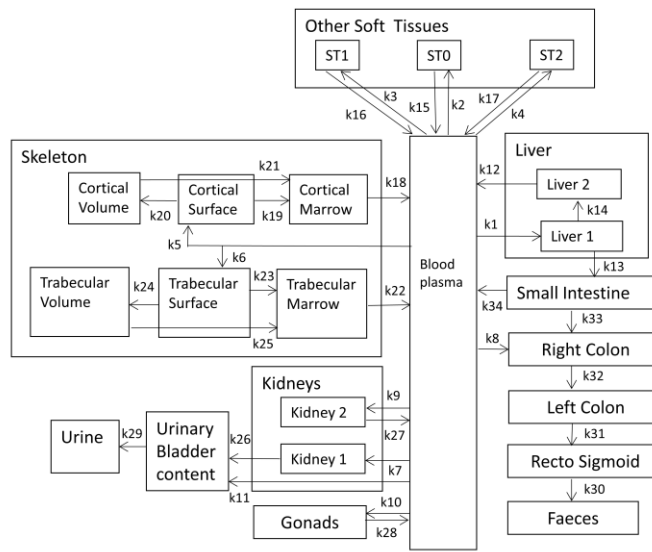 Other Soft Tissues
ST1
ST0
ST2
k3
k15
k17
k16
k2
k4
Skeleton
Liver
k21
k12
Cortical
Volume
Cortical
Surface
Cortical
Marrow
k18
Liver 2
k20
k19
k14
k1
Liver 1
k5
k6
Blood
plasma
k13
Trabecular
Volume
k24
Trabecular
Surface
k23
Trabecular
Marrow
k22
Small Intestine
k34
k33
k25
k8
Right Colon
k32
Kidneys
k9
Left Colon
Kidney 2
k27
k31
Urine
k29
Urinary
Bladder
content
k26
Kidney 1
k7
Recto Sigmoid
k11
k30
k10
Gonads
k28
Faeces